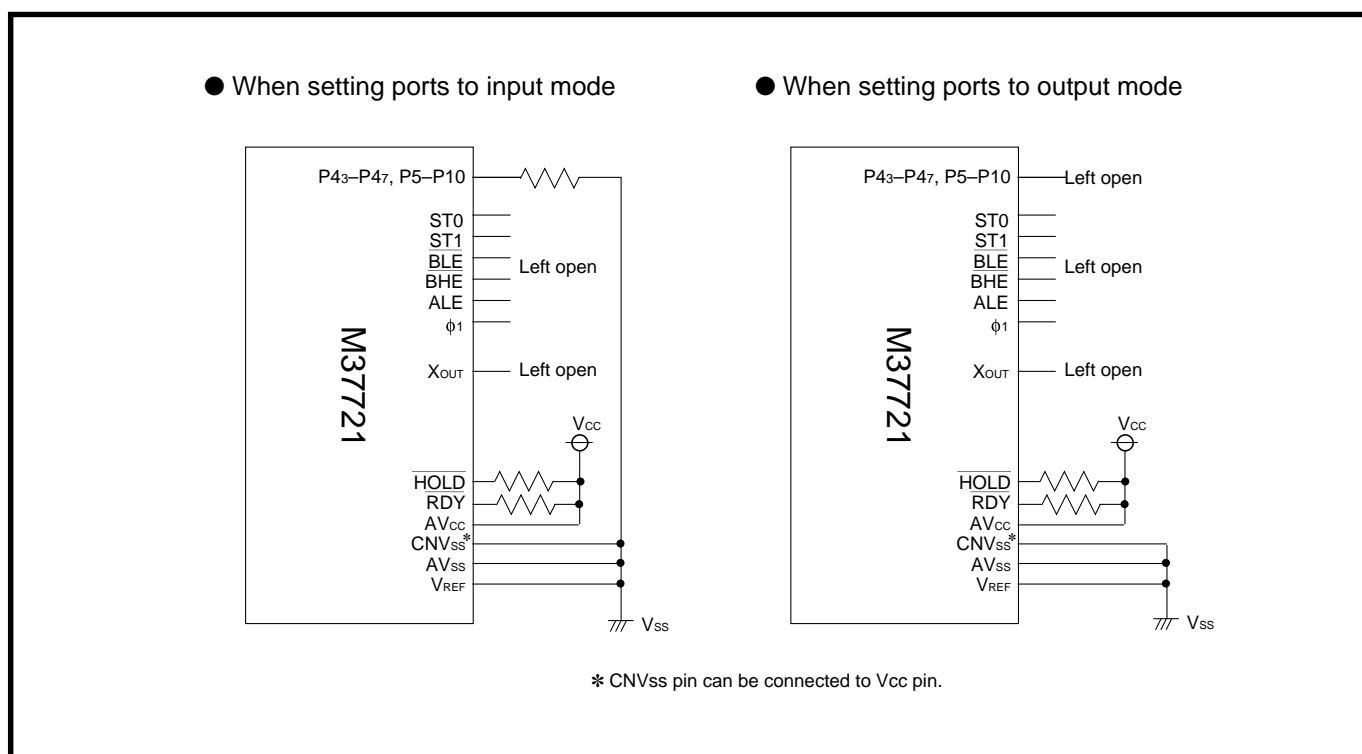 ● When setting ports to input mode
P43–P47, P5–P10
ST0
ST1
BLE
BHE
ALE
ϕ1
Left open
XOUT
Left open
M37721
VCC
HOLD
RDY
AVCC
CNVSS*
AVSS
VREF
VSS
● When setting ports to output mode
P43–P47, P5–P10
Left open
ST0
ST1
BLE
BHE
ALE
ϕ1
Left open
XOUT
Left open
M37721
VCC
HOLD
RDY
AVCC
CNVSS*
AVSS
VREF
VSS
* CNVss pin can be connected to Vcc pin.